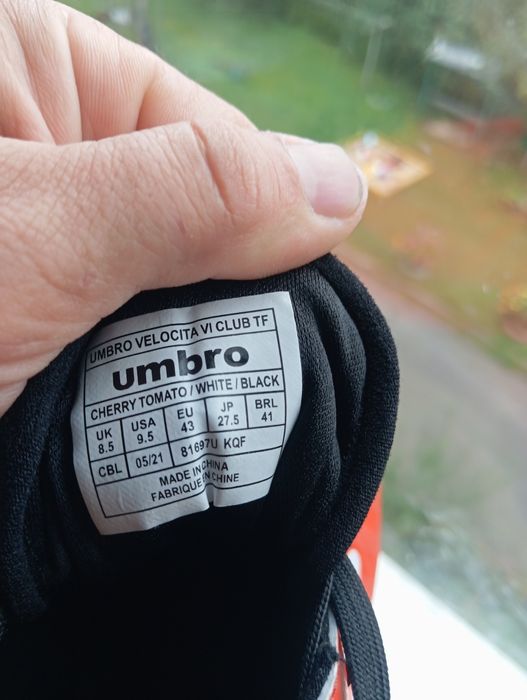 UMBRO VELOCITA VI CLUB TF
umbro
CHERRY TOMATO / WHITE / BLACK
UK USA EU JP BRL
8.5 9.5 43 27.5 41
CBL 05/21 81697U KQF
MADE IN CHINA
FABRIQUE EN CHINE